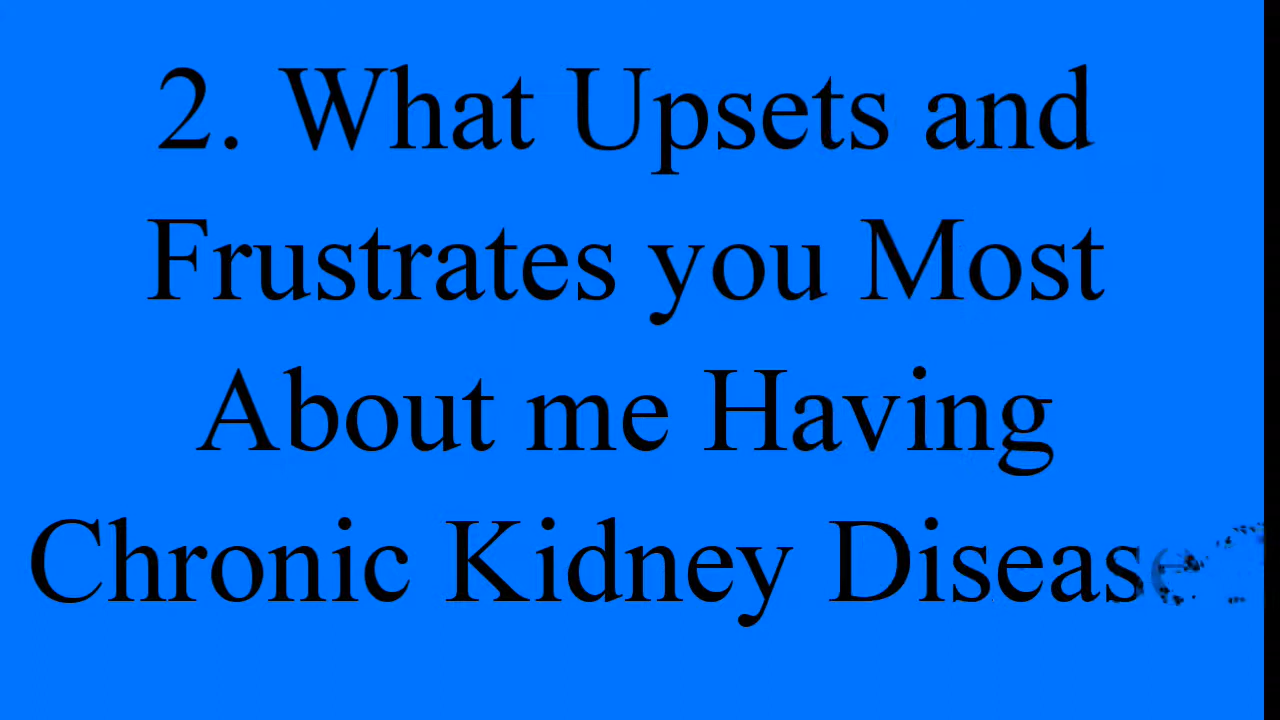 2. What Upsets and
Frustrates you Most
About me Having
Chronic Kidney Disease